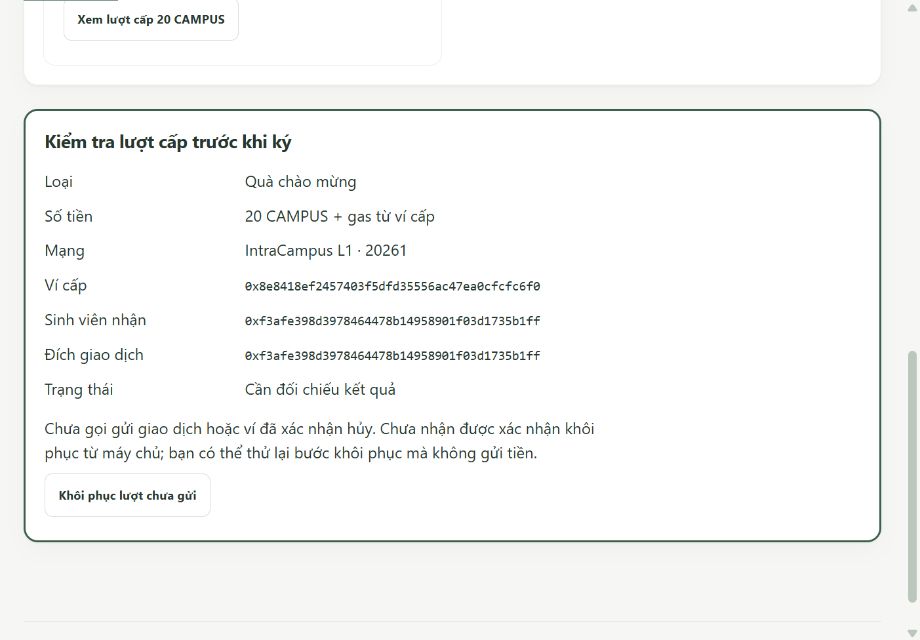 Xem lượt cấp 20 CAMPUS
Kiểm tra lượt cấp trước khi ký
Loại Quà chào mừng
Số tiền 20 CAMPUS + gas từ ví cấp
Mạng IntraCampus L1 · 20261
Ví cấp 0x8e8418ef2457403f5dfd35556ac47ea0cfcfc6f0
Sinh viên nhận 0xf3afe398d3978464478b14958901f03d1735b1ff
Đích giao dịch 0xf3afe398d3978464478b14958901f03d1735b1ff
Trạng thái Cần đối chiếu kết quả
Chưa gọi gửi giao dịch hoặc ví đã xác nhận hủy. Chưa nhận được xác nhận khôi
phục từ máy chủ; bạn có thể thử lại bước khôi phục mà không gửi tiền.
Khôi phục lượt chưa gửi